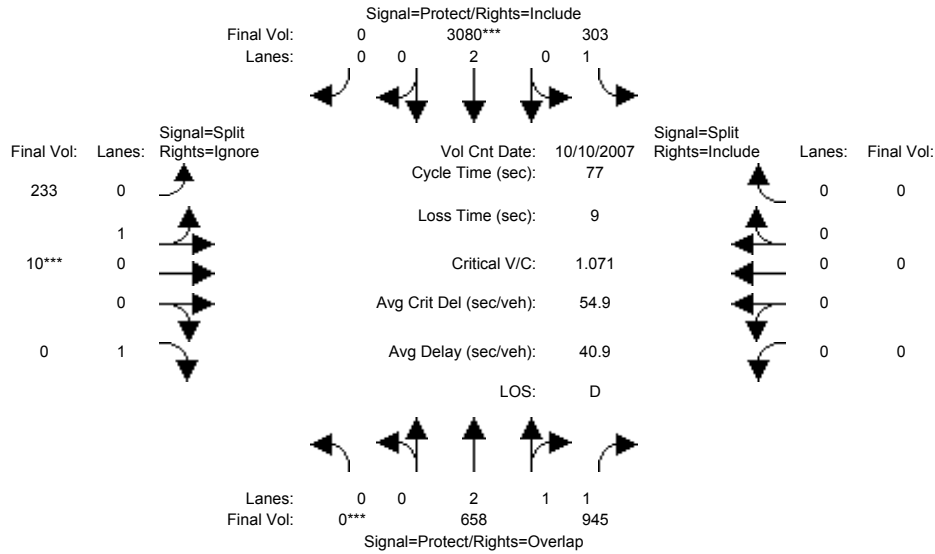 Signal=Protect/Rights=Include
Final Vol: 0 3080*** 303
Lanes: 0 0 2 0 1
Signal=Split Signal=Split
Final Vol: Lanes: Rights=Ignore Vol Cnt Date: 10/10/2007 Rights=Include Lanes: Final Vol:
Cycle Time (sec): 77
233 0 0 0
Loss Time (sec): 9
1 0
10*** 0 Critical V/C: 1.071 0 0
0 Avg Crit Del (sec/veh): 54.9 0
0 1 Avg Delay (sec/veh): 40.9 0 0
LOS: D
Lanes: 0 0 2 1 1
Final Vol: 0*** 658 945
Signal=Protect/Rights=Overlap